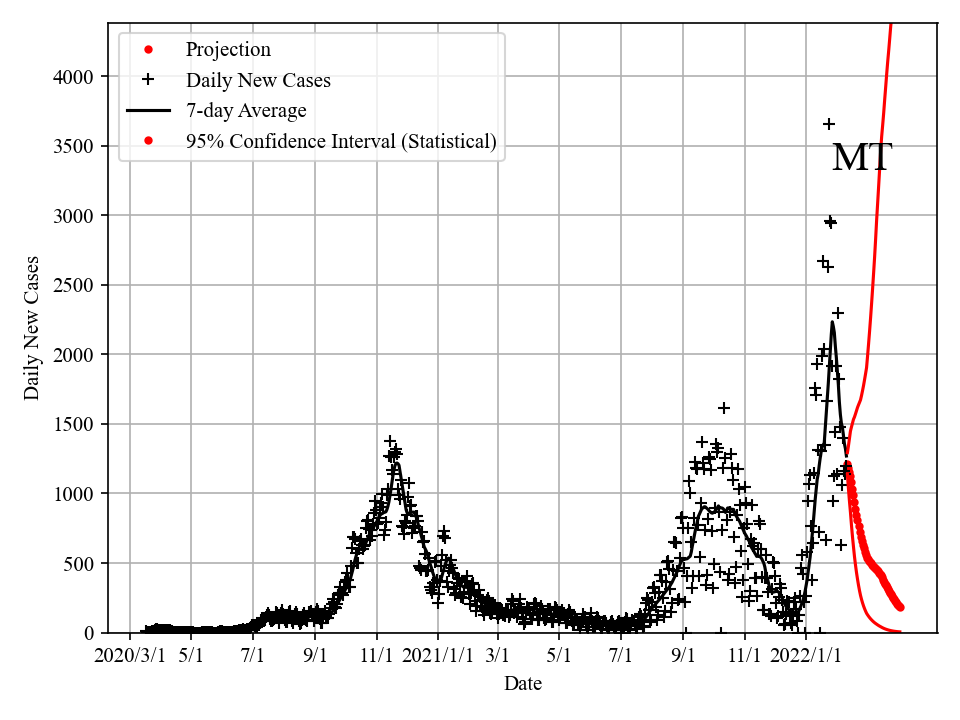 Projection
Daily New Cases
7-day Average
95% Confidence Interval (Statistical)
MT
Daily New Cases
4000
3500
3000
2500
2000
1500
1000
500
0
2020/3/1 5/1 7/1 9/1 11/1 2021/1/1 3/1 5/1 7/1 9/1 11/1 2022/1/1
Date